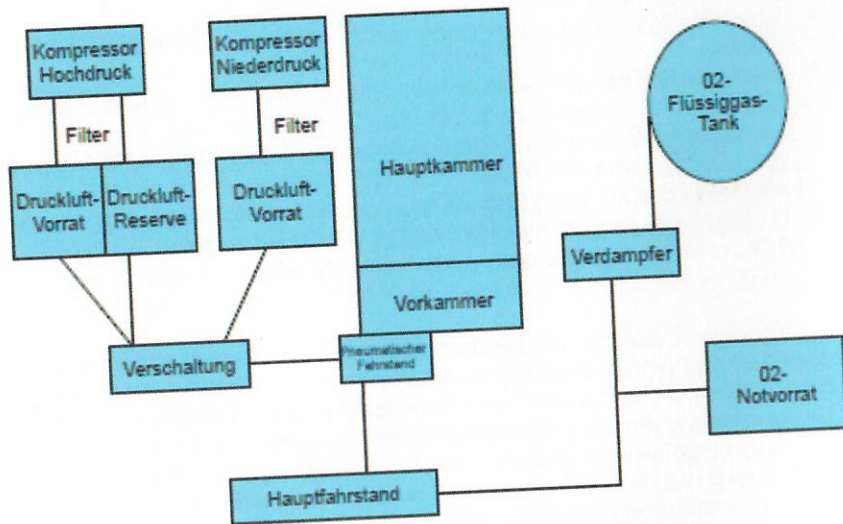 Kompressor
Hochdruck
Kompressor
Niederdruck
Filter
Filter
Druckluft-
Vorrat
Druckluft-
Reserve
Druckluft-
Vorrat
Hauptkammer
Vorkammer
02-
Flüssiggas-
Tank
Verdampfer
Verschaltung
Pneumatischer
Fahrstand
02-
Notvorrat
Hauptfahrstand